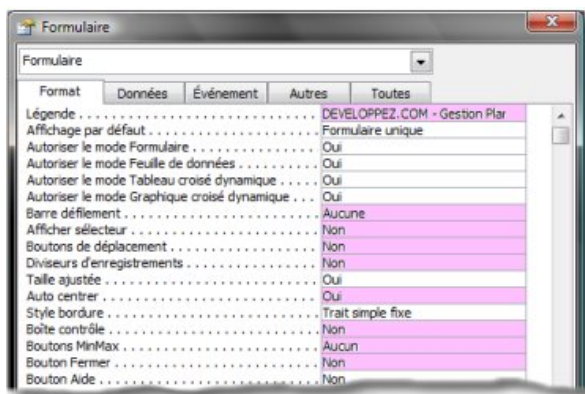 Formulaire
Formulaire
Format Données Événement Autres Toutes
Légende . . . . . . . . . . . . . . . . . . . . . . . . . . . . . . DEVELOPPEZ.COM - Gestion Plar
Affichage par défaut . . . . . . . . . . . . . . . . . . . . . Formulaire unique
Autoriser le mode Formulaire . . . . . . . . . . . . . . . Oui
Autoriser le mode Feuille de données . . . . . . . . . Oui
Autoriser le mode Tableau croisé dynamique . . . . . Oui
Autoriser le mode Graphique croisé dynamique . . . Oui
Barre défilement . . . . . . . . . . . . . . . . . . . . . . . . Aucune
Afficher sélecteur . . . . . . . . . . . . . . . . . . . . . . . Non
Boutons de déplacement . . . . . . . . . . . . . . . . . . . Non
Diviseurs d'enregistrements . . . . . . . . . . . . . . . . Non
Taille ajustée . . . . . . . . . . . . . . . . . . . . . . . . . . Oui
Auto centrer . . . . . . . . . . . . . . . . . . . . . . . . . . . Oui
Style bordure . . . . . . . . . . . . . . . . . . . . . . . . . . Trait simple fixe
Boîte contrôle . . . . . . . . . . . . . . . . . . . . . . . . . . Non
Boutons MinMax . . . . . . . . . . . . . . . . . . . . . . . . . Aucun
Bouton Fermer . . . . . . . . . . . . . . . . . . . . . . . . . . Non
Bouton Aide . . . . . . . . . . . . . . . . . . . . . . . . . . . Non